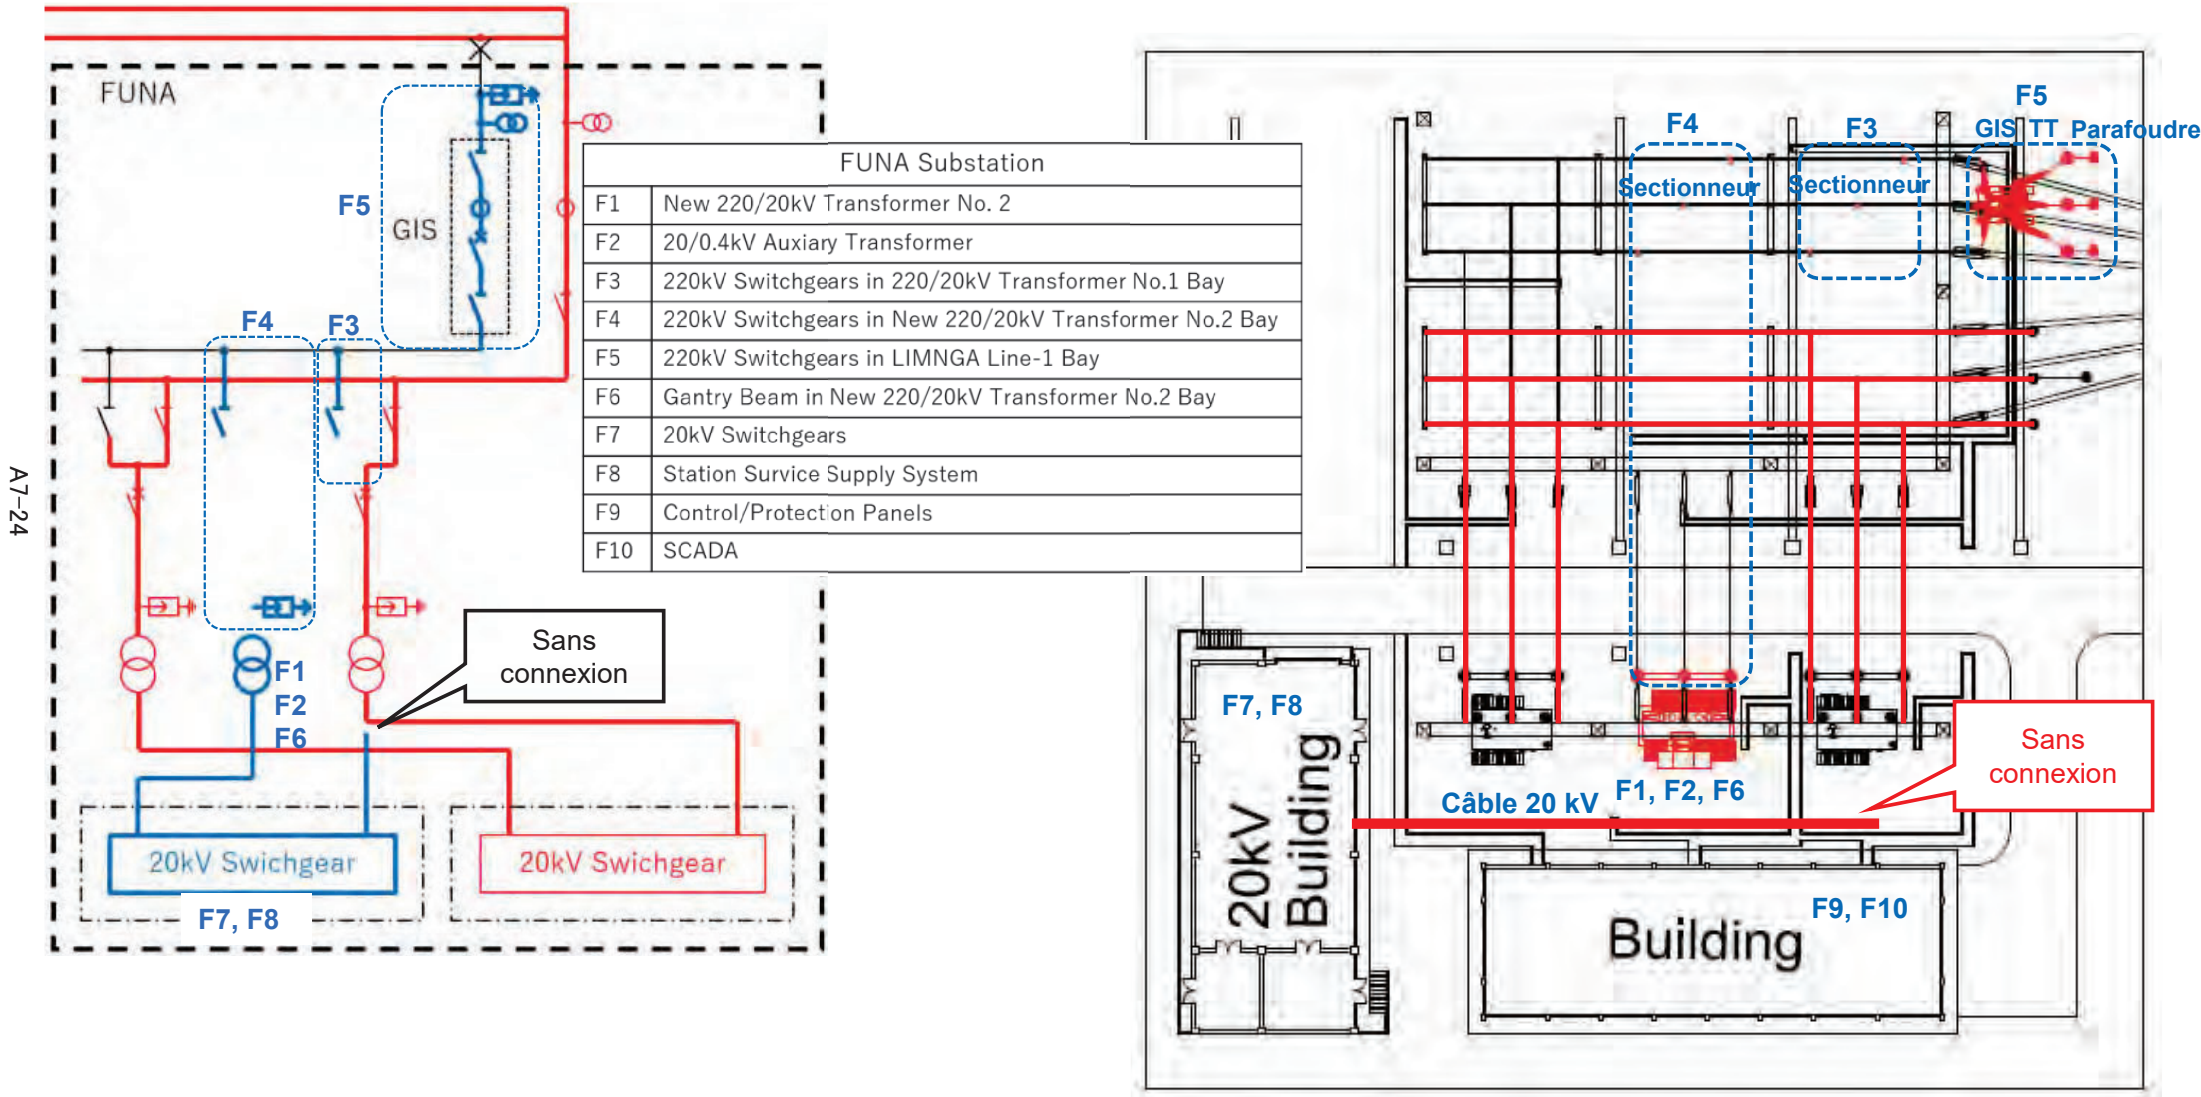 FUNA
F5
GIS
F4
F3
F1
F2
F6
Sans
connexion
20kV Swichgear
20kV Swichgear
F7, F8
A7-24
FUNA Substation
F1 New 220/20kV Transformer No. 2
F2 20/0.4kV Auxiary Transformer
F3 220kV Switchgears in 220/20kV Transformer No.1 Bay
F4 220kV Switchgears in New 220/20kV Transformer No.2 Bay
F5 220kV Switchgears in LIMNGA Line-1 Bay
F6 Gantry Beam in New 220/20kV Transformer No.2 Bay
F7 20kV Switchgears
F8 Station Survice Supply System
F9 Control/Protection Panels
F10 SCADA
F5
F4
F3
GIS TT Parafoudre
Sectionneur
Sectionneur
F7, F8
20kV
Building
Sans
connexion
F1, F2, F6
Câble 20 kV
F9, F10
Building